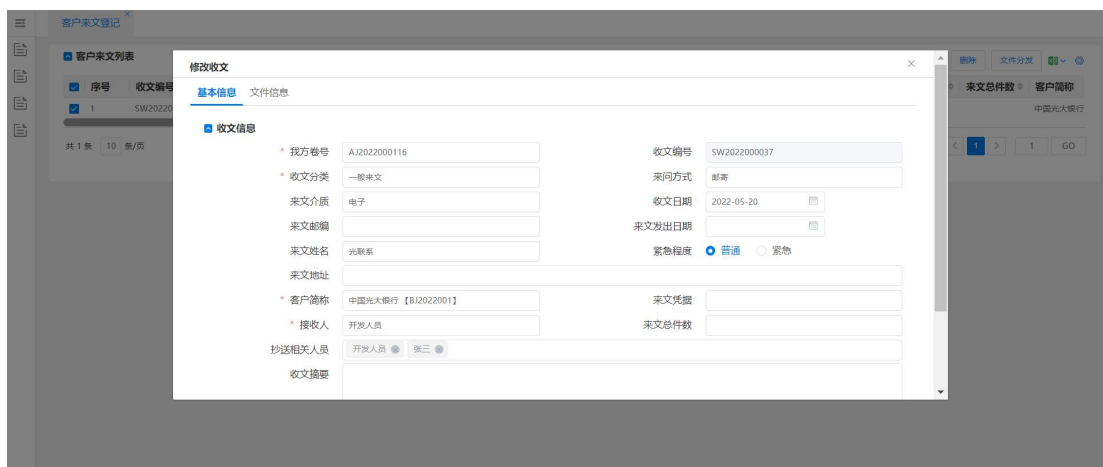 客户来文登记 ×
客户来文列表
删除 文件分发
序号 收文编号 来文总件数 客户简称
1 SW20220 中国光大银行
共 1 条 10 条/页
< 1 > 1 GO
修改收文 ×
基本信息 文件信息
收文信息
* 我方卷号 AJ2022000116 收文编号 SW2022000037
* 收文分类 一般来文 来问方式 邮寄
来文介质 电子 收文日期 2022-05-20
来文邮编 来文发出日期
来文姓名 光联系 紧急程度 普通 紧急
来文地址
* 客户简称 中国光大银行 【BJ2022001】 来文凭据
* 接收人 开发人员 来文总件数
抄送相关人员 开发人员 张三
收文摘要